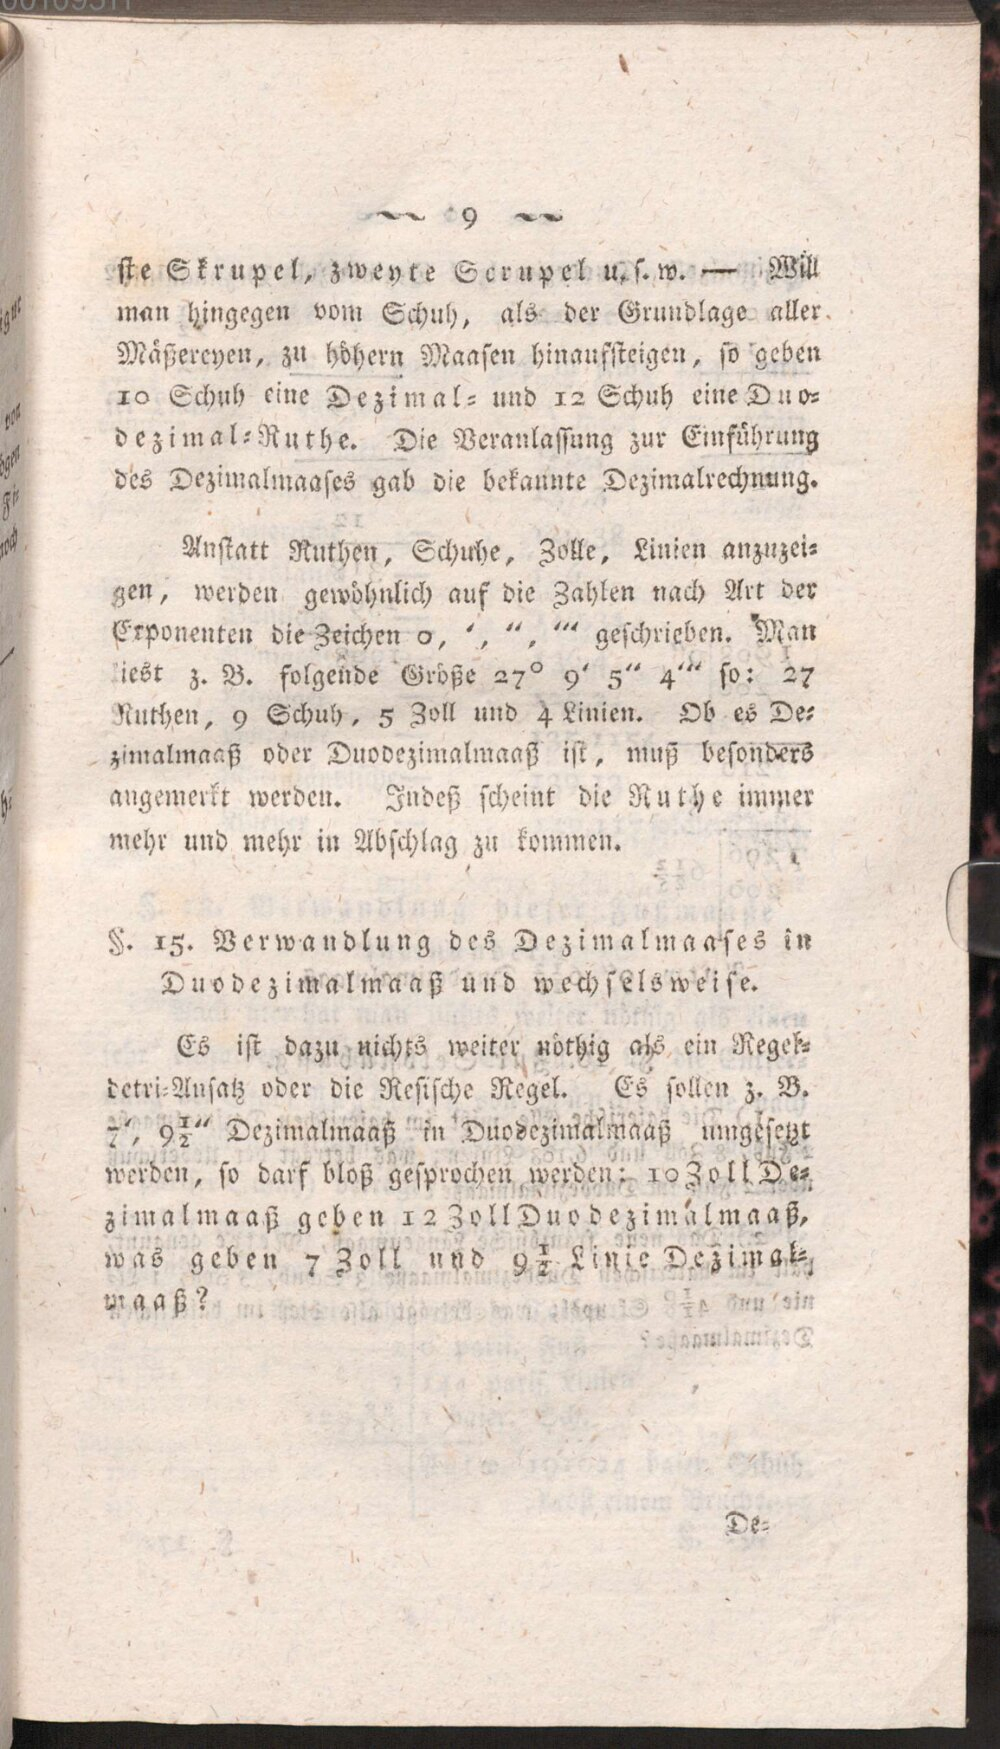 9
ste Skrupel, zweyte Scrupel u. s. w. — Will
man hingegen vom Schuh, als der Grundlage aller
Mäßereyen, zu höhern Maasen hinaufsteigen, so geben
10 Schuh eine Dezimal- und 12 Schuh eine Duo-
dezimal-Ruthe. Die Veranlassung zur Einführung
des Dezimalmaases gab die bekannte Dezimalrechnung.
Anstatt Ruthen, Schuhe, Zolle, Linien anzuzei-
gen, werden gewöhnlich auf die Zahlen nach Art der
Exponenten die Zeichen 0, ‘, “, “‘ geschrieben. Man
liest z. B. folgende Größe 27° 9‘ 5“ 4“‘ so: 27
Ruthen, 9 Schuh, 5 Zoll und 4 Linien. Ob es De-
zimalmaaß oder Duodezimalmaaß ist, muß besonders
angemerkt werden. Indeß scheint die Ruthe immer
mehr und mehr in Abschlag zu kommen.
§. 15. Verwandlung des Dezimalmaases in
Duodezimalmaaß und wechselsweise.
Es ist dazu nichts weiter nöthig als ein Regel-
detri-Ansatz oder die Resische Regel. Es sollen z. B.
7“, 9½“‘ Dezimalmaaß in Duodezimalmaaß umgesetzt
werden, so darf bloß gesprochen werden: 10 Zoll De-
zimalmaaß geben 12 Zoll Duodezimalmaaß,
was geben 7 Zoll und 9½ Linie Dezimal-
maaß?
De-